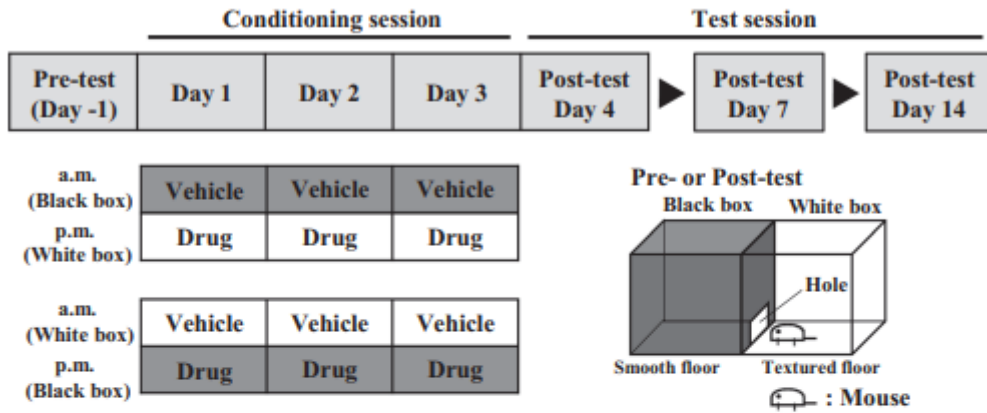 Conditioning session
Test session
Pre-test
(Day -1)
Day 1
Day 2
Day 3
Post-test
Day 4
Post-test
Day 7
Post-test
Day 14
a.m.
(Black box)
Vehicle
Vehicle
Vehicle
p.m.
(White box)
Drug
Drug
Drug
a.m.
(White box)
Vehicle
Vehicle
Vehicle
p.m.
(Black box)
Drug
Drug
Drug
Pre- or Post-test
Black box
White box
Hole
Smooth floor
Textured floor
: Mouse